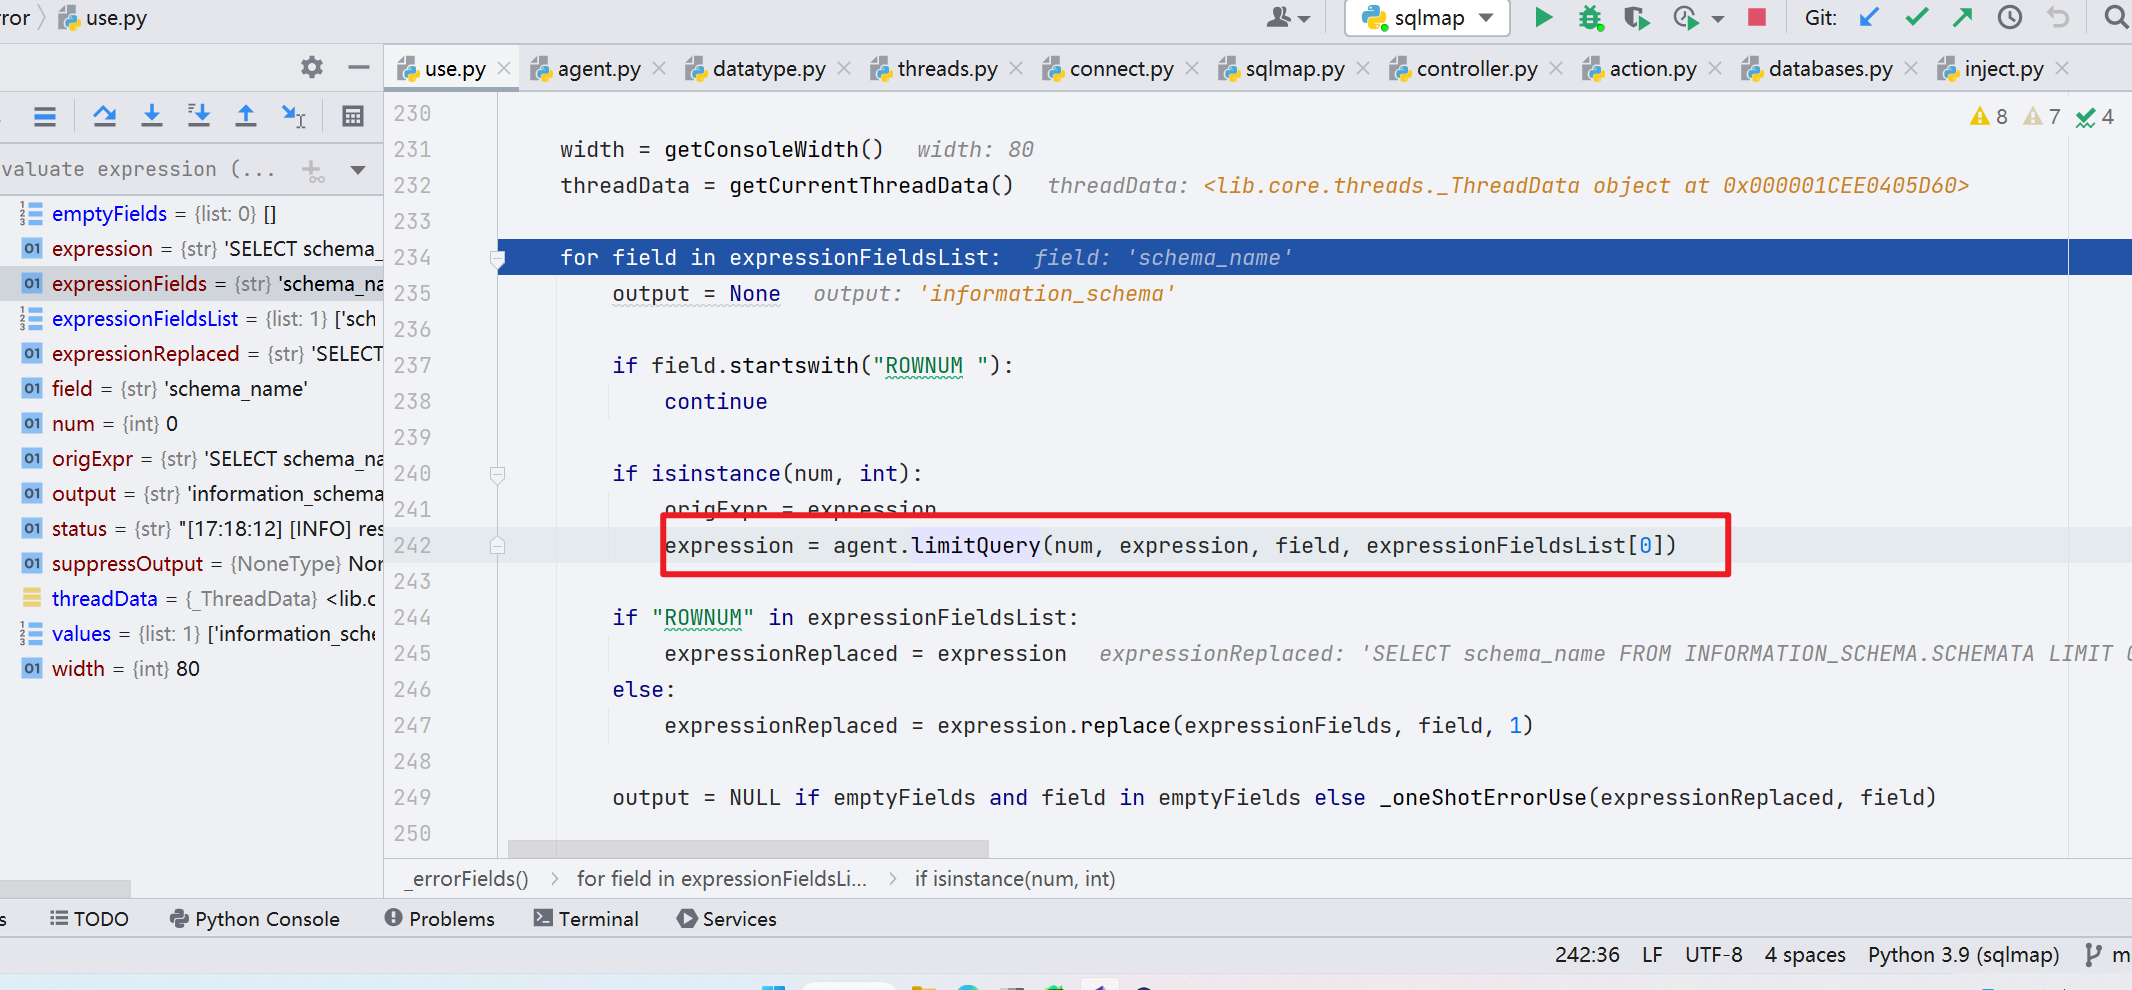 ror use.py sqlmap Git:
use.py agent.py datatype.py threads.py connect.py sqlmap.py controller.py action.py databases.py inject.py
valuate expression (...
emptyFields = {list: 0} []
expression = {str} 'SELECT schema_
expressionFields = {str} 'schema_na
expressionFieldsList = {list: 1} ['sch
expressionReplaced = {str} 'SELECT
field = {str} 'schema_name'
num = {int} 0
origExpr = {str} 'SELECT schema_na
output = {str} 'information_schema
status = {str} "[17:18:12] [INFO] res
suppressOutput = {NoneType} Nor
threadData = {_ThreadData} <lib.c
values = {list: 1} ['information_sche
width = {int} 80
8 7 4
230
231 width = getConsoleWidth() width: 80
232 threadData = getCurrentThreadData() threadData: <lib.core.threads._ThreadData object at 0x000001CEE0405D60>
233
234 for field in expressionFieldsList: field: 'schema_name'
235 output = None output: 'information_schema'
236
237 if field.startswith("ROWNUM "):
238 continue
239
240 if isinstance(num, int):
241 origExpr = expression
242 expression = agent.limitQuery(num, expression, field, expressionFieldsList[0])
243
244 if "ROWNUM" in expressionFieldsList:
245 expressionReplaced = expression expressionReplaced: 'SELECT schema_name FROM INFORMATION_SCHEMA.SCHEMATA LIMIT
246 else:
247 expressionReplaced = expression.replace(expressionFields, field, 1)
248
249 output = NULL if emptyFields and field in emptyFields else _oneShotErrorUse(expressionReplaced, field)
250
_errorFields() for field in expressionFieldsLi... if isinstance(num, int)
s TODO Python Console Problems Terminal Services
242:36 LF UTF-8 4 spaces Python 3.9 (sqlmap) m